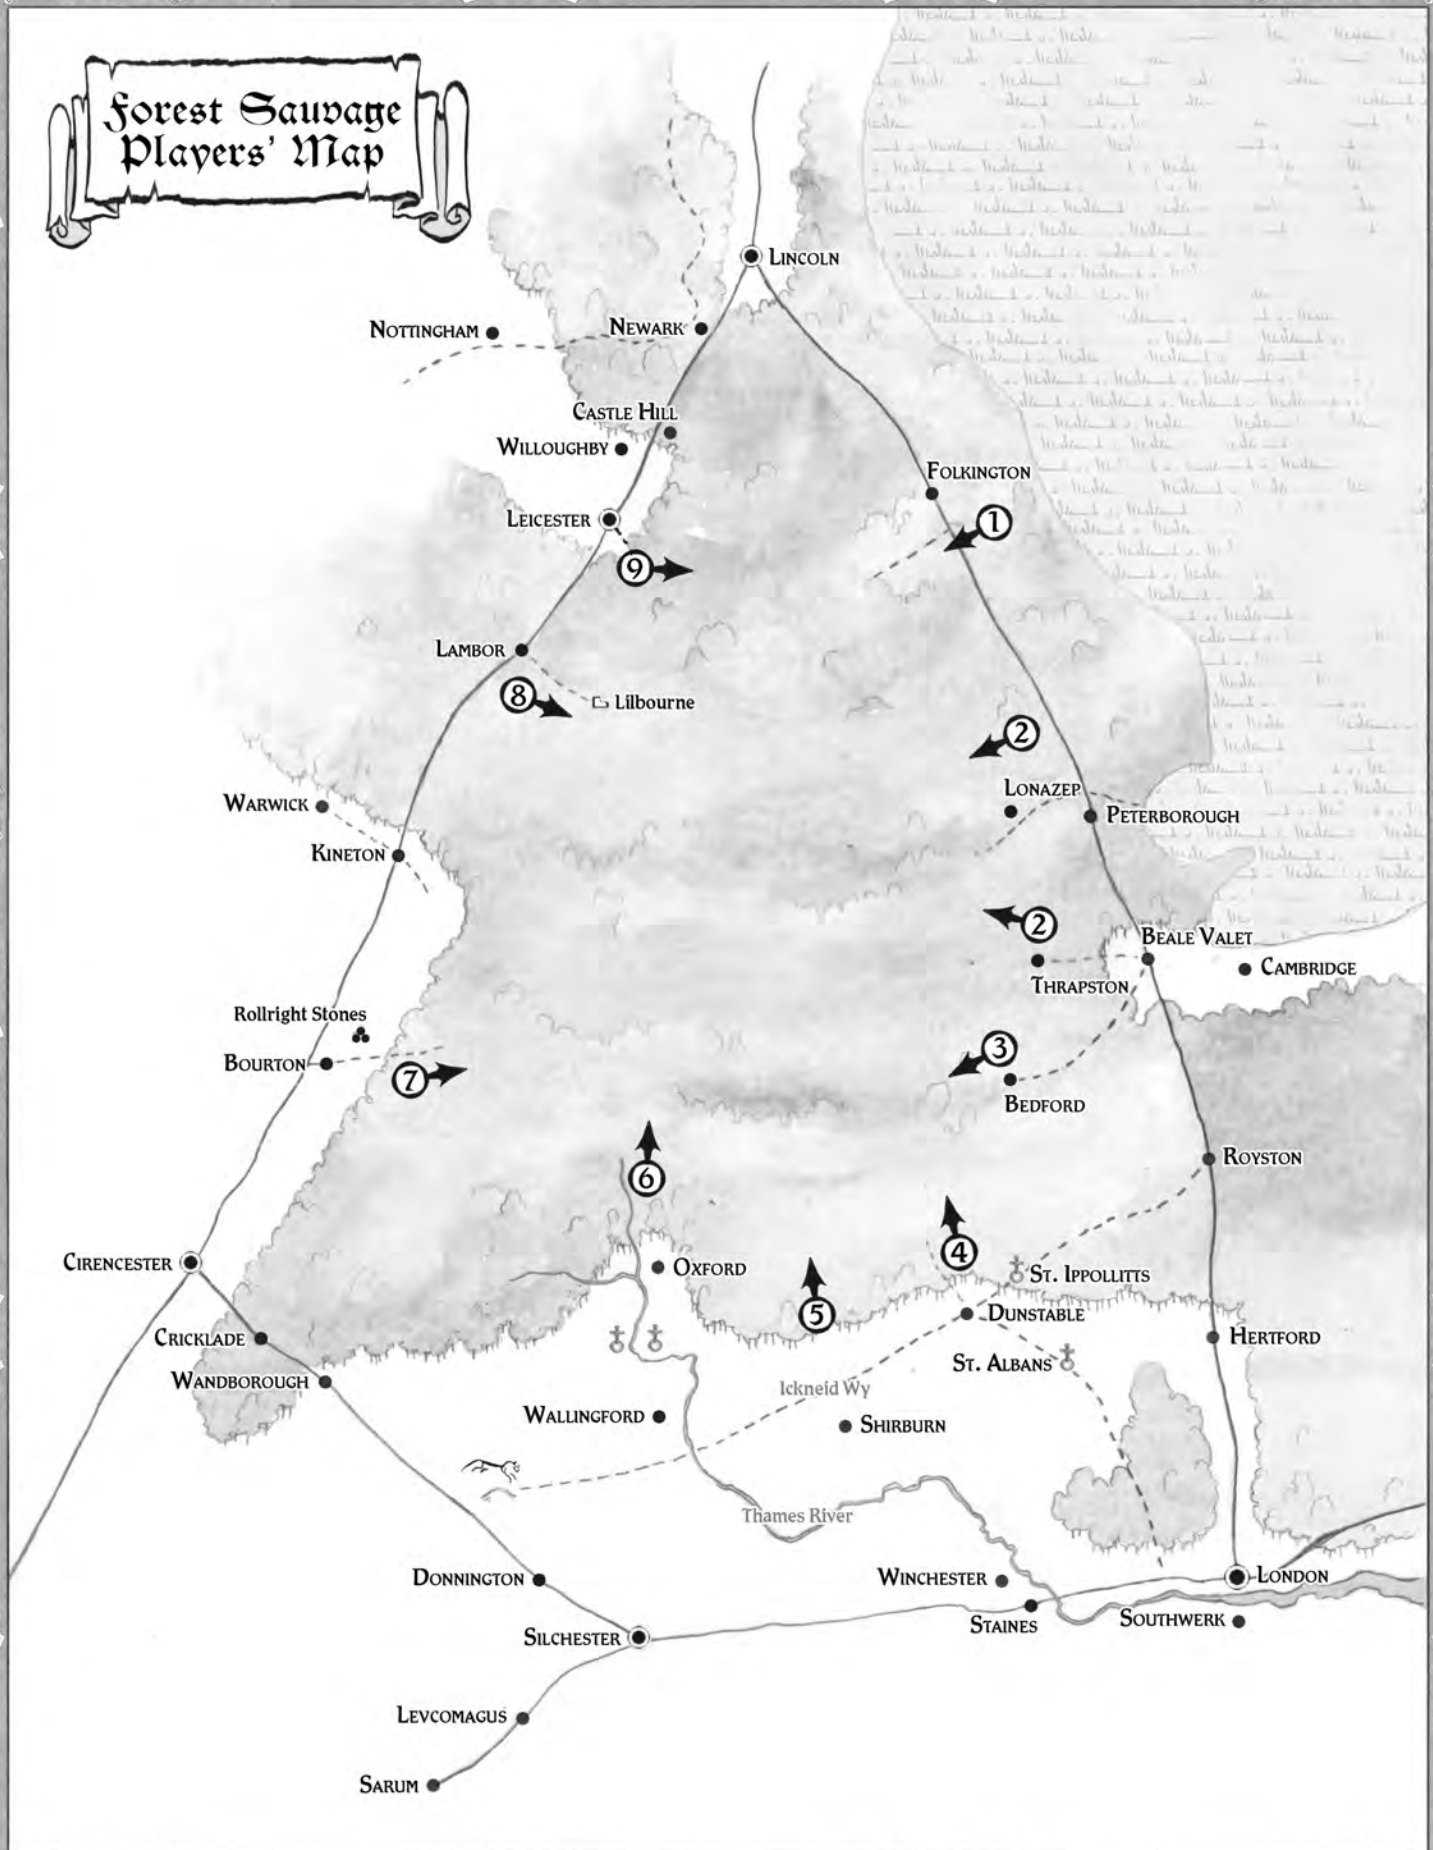 Forest Sauvage
Players' Map
Lincoln
Nottingham
Newark
Castle Hill
Willoughby
Folkington
Leicester
1
9
Lambor
8
Lilbourne
2
Lonazep
Warwick
Peterborough
Kineton
2
Beale Valet
Cambridge
Thrapston
Rollright Stones
3
Bourton
7
Bedford
Royston
6
4
Cirencester
Oxford
St. Ippollitts
5
Dunstable
Cricklade
Hertford
St. Albans
Wandborough
Ickneid Wy
Wallingford
Shirburn
Thames River
Donnington
Winchester
London
Staines
Southwerk
Silchester
Levcomagus
Sarum